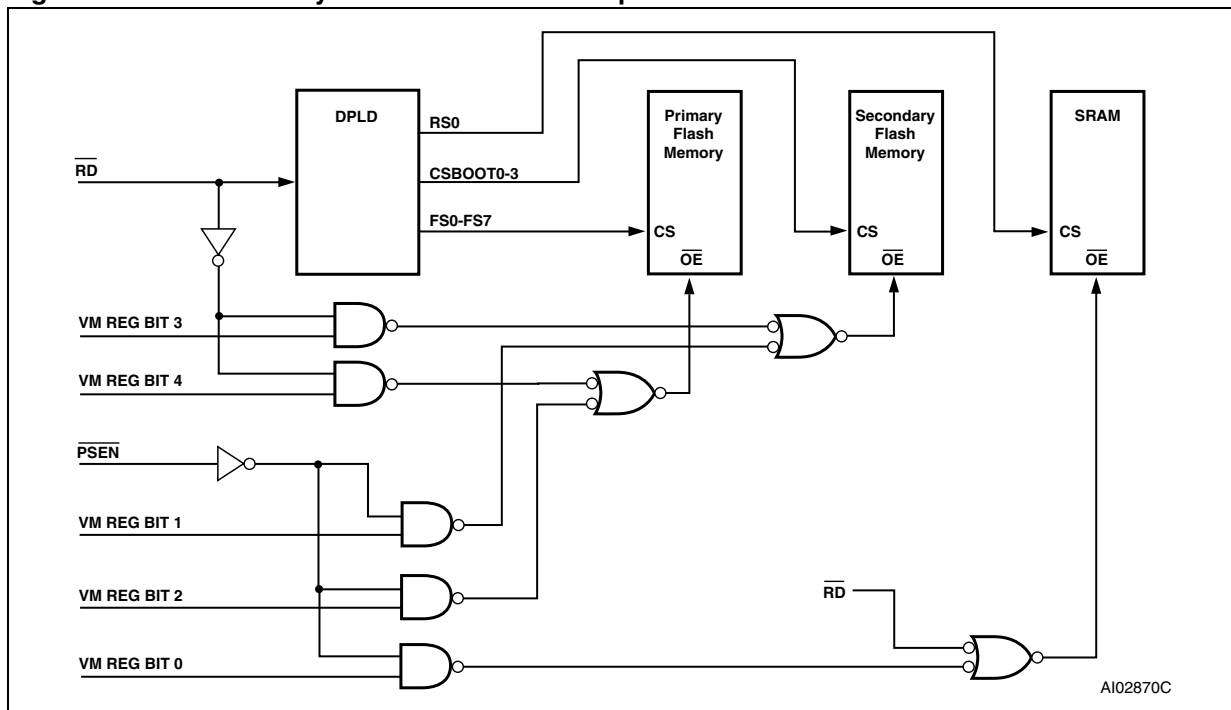 DPLD
RS0
CSBOOT0-3
FS0-FS7
Primary
Flash
Memory
CS
OE
Secondary
Flash
Memory
CS
OE
SRAM
CS
OE
RD
VM REG BIT 3
VM REG BIT 4
PSEN
VM REG BIT 1
VM REG BIT 2
VM REG BIT 0
RD
AI02870C